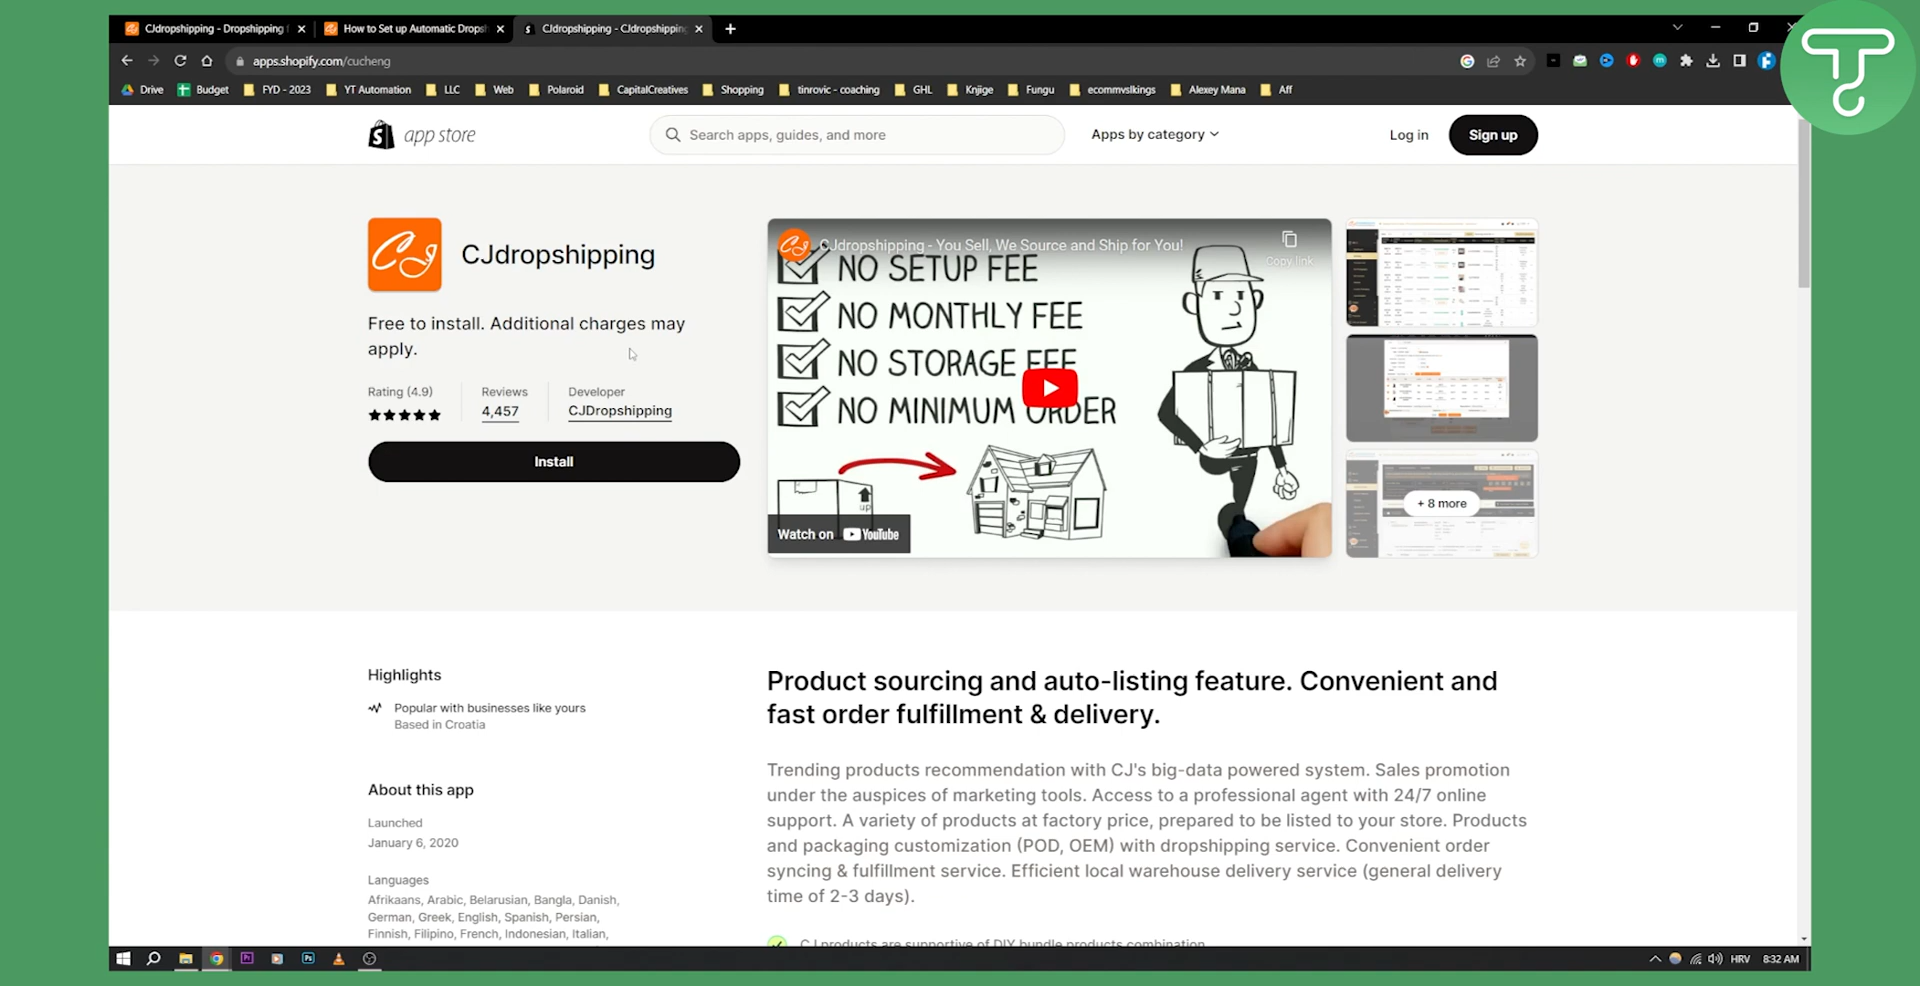 CJdropshipping - Dropshipping f
How to Set up Automatic Drops
CJdropshipping - CJdropshippin
apps.shopify.com/cucheng
Drive
Budget
FYD - 2023
YT Automation
LLC
Web
Polaroid
CapitalCreatives
Shopping
tinrovic - coaching
GHL
Knjige
Fungu
ecommvslkings
Alexey Mana
Aff
app store
Search apps, guides, and more
Apps by category
Log in
Sign up
CJ
CJdropshipping
Free to install. Additional charges may
apply.
Rating (4.9)
Reviews
4,457
Developer
CJDropshipping
Install
CJdropshipping - You Sell, We Source and Ship for You!
Copy link
NO SETUP FEE
NO MONTHLY FEE
NO STORAGE FEE
NO MINIMUM ORDER
up
Watch on YouTube
+ 8 more
Highlights
Popular with businesses like yours
Based in Croatia
About this app
Launched
January 6, 2020
Languages
Afrikaans, Arabic, Belarusian, Bangla, Danish,
German, Greek, English, Spanish, Persian,
Finnish, Filipino, French, Indonesian, Italian,
Product sourcing and auto-listing feature. Convenient and
fast order fulfillment & delivery.
Trending products recommendation with CJ's big-data powered system. Sales promotion
under the auspices of marketing tools. Access to a professional agent with 24/7 online
support. A variety of products at factory price, prepared to be listed to your store. Products
and packaging customization (POD, OEM) with dropshipping service. Convenient order
syncing & fulfillment service. Efficient local warehouse delivery service (general delivery
time of 2-3 days).
CJ products are supportive of DIY bundle products combination
HRV
8:32 AM